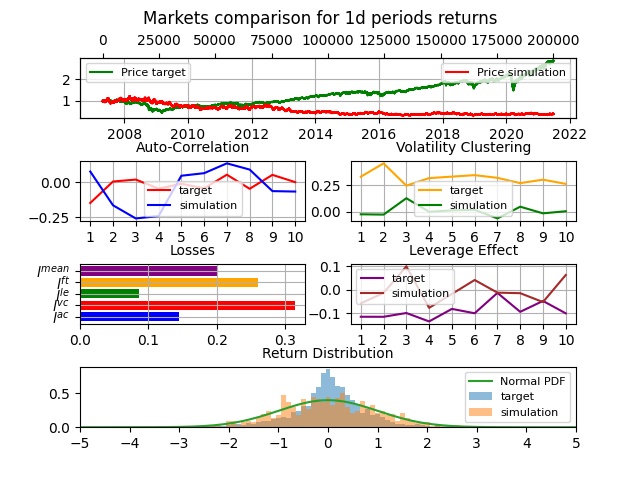 Markets comparison for 1d periods returns
0 25000 50000 75000 100000 125000 150000 175000 200000
Price target
Price simulation
2
1
2008 2010 2012 2014 2016 2018 2020 2022
Auto-Correlation
Volatility Clustering
0.00
−0.25
target
simulation
1 2 3 4 5 6 7 8 9 10
0.25
0.00
target
simulation
1 2 3 4 5 6 7 8 9 10
Losses
Leverage Effect
l^mean
l^ft
l^le
l^vc
l^ac
0.0 0.1 0.2 0.3
0.1
0.0
−0.1
target
simulation
1 2 3 4 5 6 7 8 9 10
Return Distribution
0.5
0.0
Normal PDF
target
simulation
−5 −4 −3 −2 −1 0 1 2 3 4 5